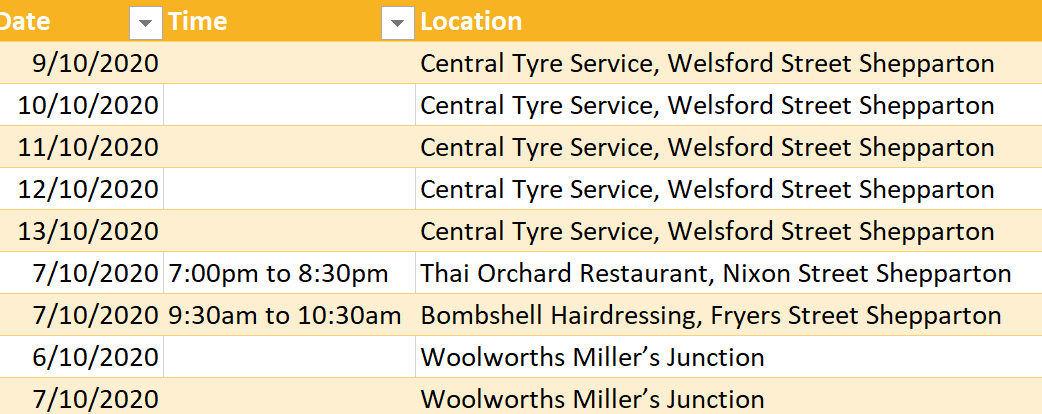 Date Time Location
9/10/2020 Central Tyre Service, Welsford Street Shepparton
10/10/2020 Central Tyre Service, Welsford Street Shepparton
11/10/2020 Central Tyre Service, Welsford Street Shepparton
12/10/2020 Central Tyre Service, Welsford Street Shepparton
13/10/2020 Central Tyre Service, Welsford Street Shepparton
7/10/2020 7:00pm to 8:30pm Thai Orchard Restaurant, Nixon Street Shepparton
7/10/2020 9:30am to 10:30am Bombshell Hairdressing, Fryers Street Shepparton
6/10/2020 Woolworths Miller’s Junction
7/10/2020 Woolworths Miller’s Junction